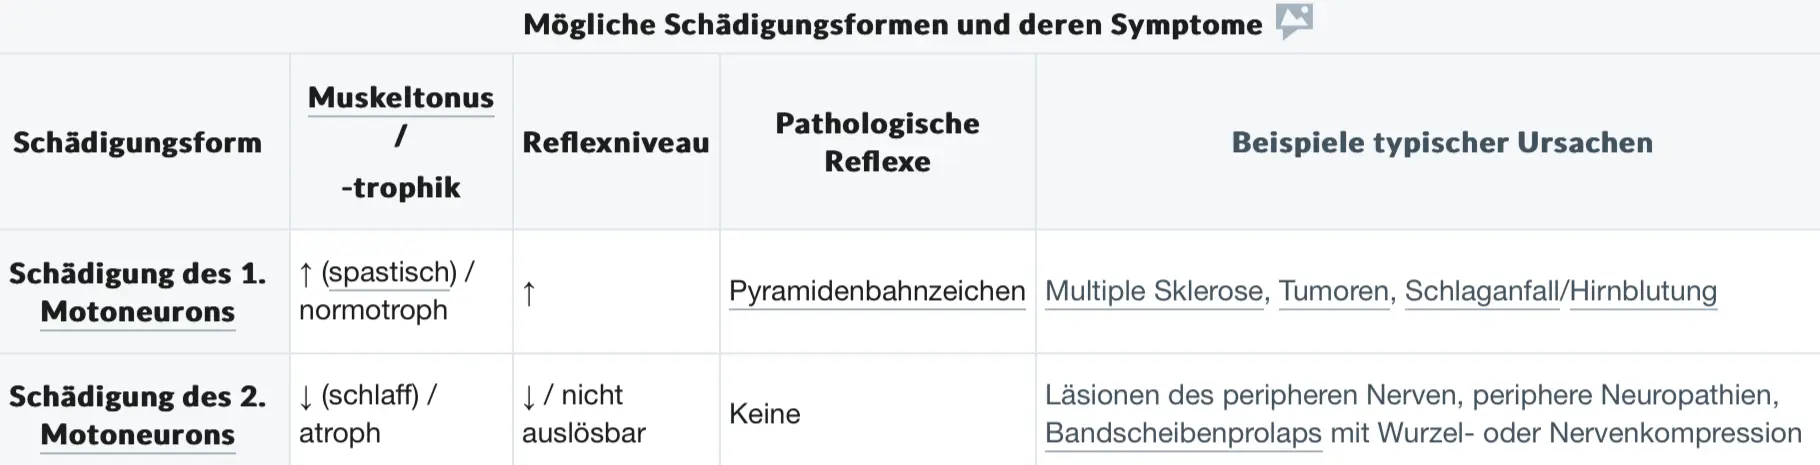 Mögliche Schädigungsformen und deren Symptome
Schädigungsform
Muskeltonus
/
-trophik
Reflexniveau
Pathologische
Reflexe
Beispiele typischer Ursachen
Schädigung des 1.
Motoneurons
↑ (spastisch) /
normotroph
↑
Pyramidenbahnzeichen
Multiple Sklerose, Tumoren, Schlaganfall/Hirnblutung
Schädigung des 2.
Motoneurons
↓ (schlaff) /
atroph
↓ / nicht
auslösbar
Keine
Läsionen des peripheren Nerven, periphere Neuropathien,
Bandscheibenprolaps mit Wurzel- oder Nervenkompression